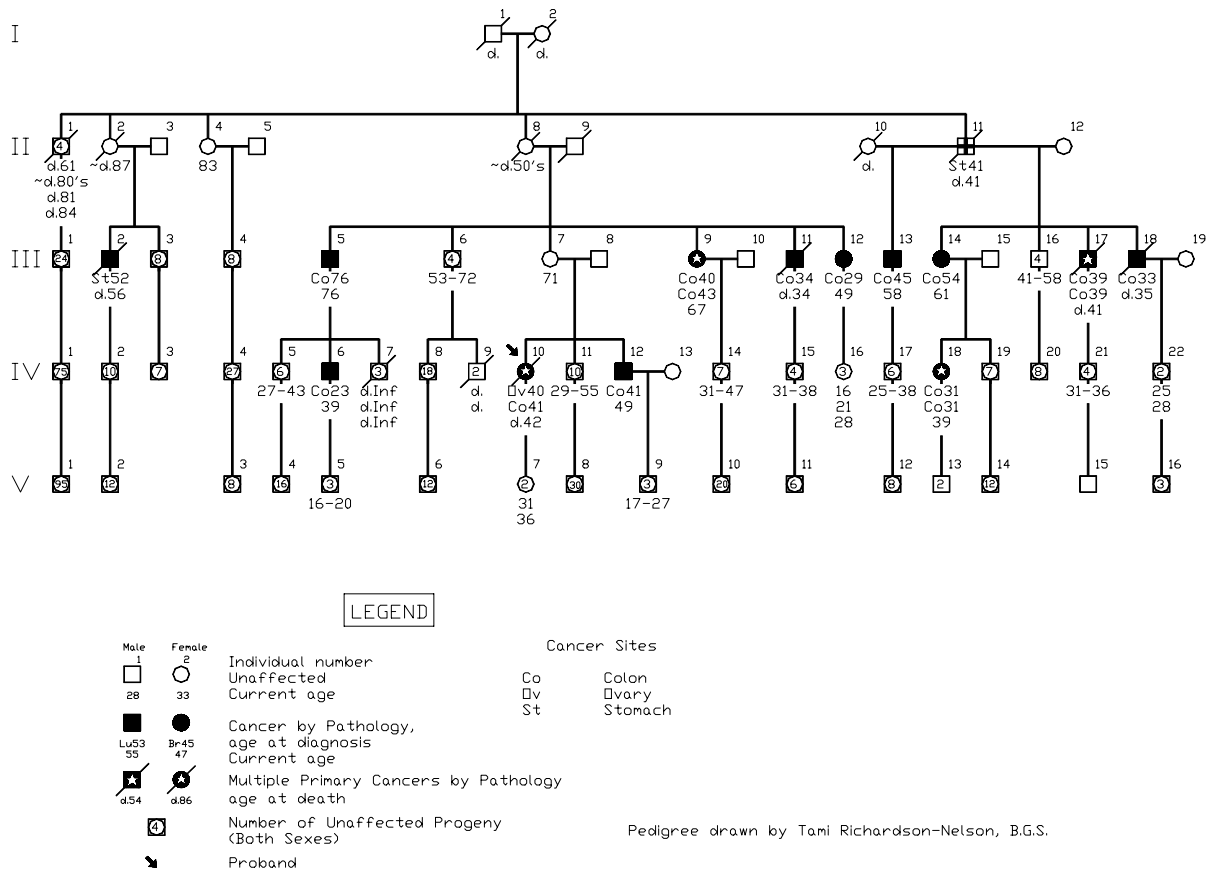 1 2
I
d. d.
1 2 3 4 5 8 9 10 11 12
II 4
d.61 ~d.87 83 ~d.50's d. St41
~d.80's d.41
d.81
d.84
1 2 3 4 5 6 7 8 9 10 11 12 13 14 15 16 17 18 19
III 24 8 8 4 4
St52 Co76 53-72 71 Co40 Co34 Co29 Co45 Co54 41-58 Co39 Co33
d.56 76 Co43 d.34 49 58 61 Co39 d.35
67 d.41
1 2 3 4 5 6 7 8 9 10 11 12 13 14 15 16 17 18 19 20 21 22
IV 75 10 7 27 6 3 18 2 10 7 4 3 6 7 8 4 2
27-43 Co23 d.Inf d. Ov40 29-55 Co41 31-47 31-38 16 25-38 Co31 31-36 25
39 d.Inf d. Co41 49 21 Co31 28
d.Inf d.42 28 39
1 2 3 4 5 6 7 8 9 10 11 12 13 14 15 16
V 95 12 8 16 3 12 2 30 3 20 6 8 2 12 3
16-20 31 17-27
36
LEGEND
Male Female
1 2 Individual number
Unaffected
28 33 Current age
Cancer by Pathology,
Lu53 Br45 age at diagnosis
55 47 Current age
Multiple Primary Cancers by Pathology
d.54 d.86 age at death
4 Number of Unaffected Progeny
(Both Sexes)
Proband
Cancer Sites
Co Colon
Ov Ovary
St Stomach
Pedigree drawn by Tami Richardson-Nelson, B.G.S.